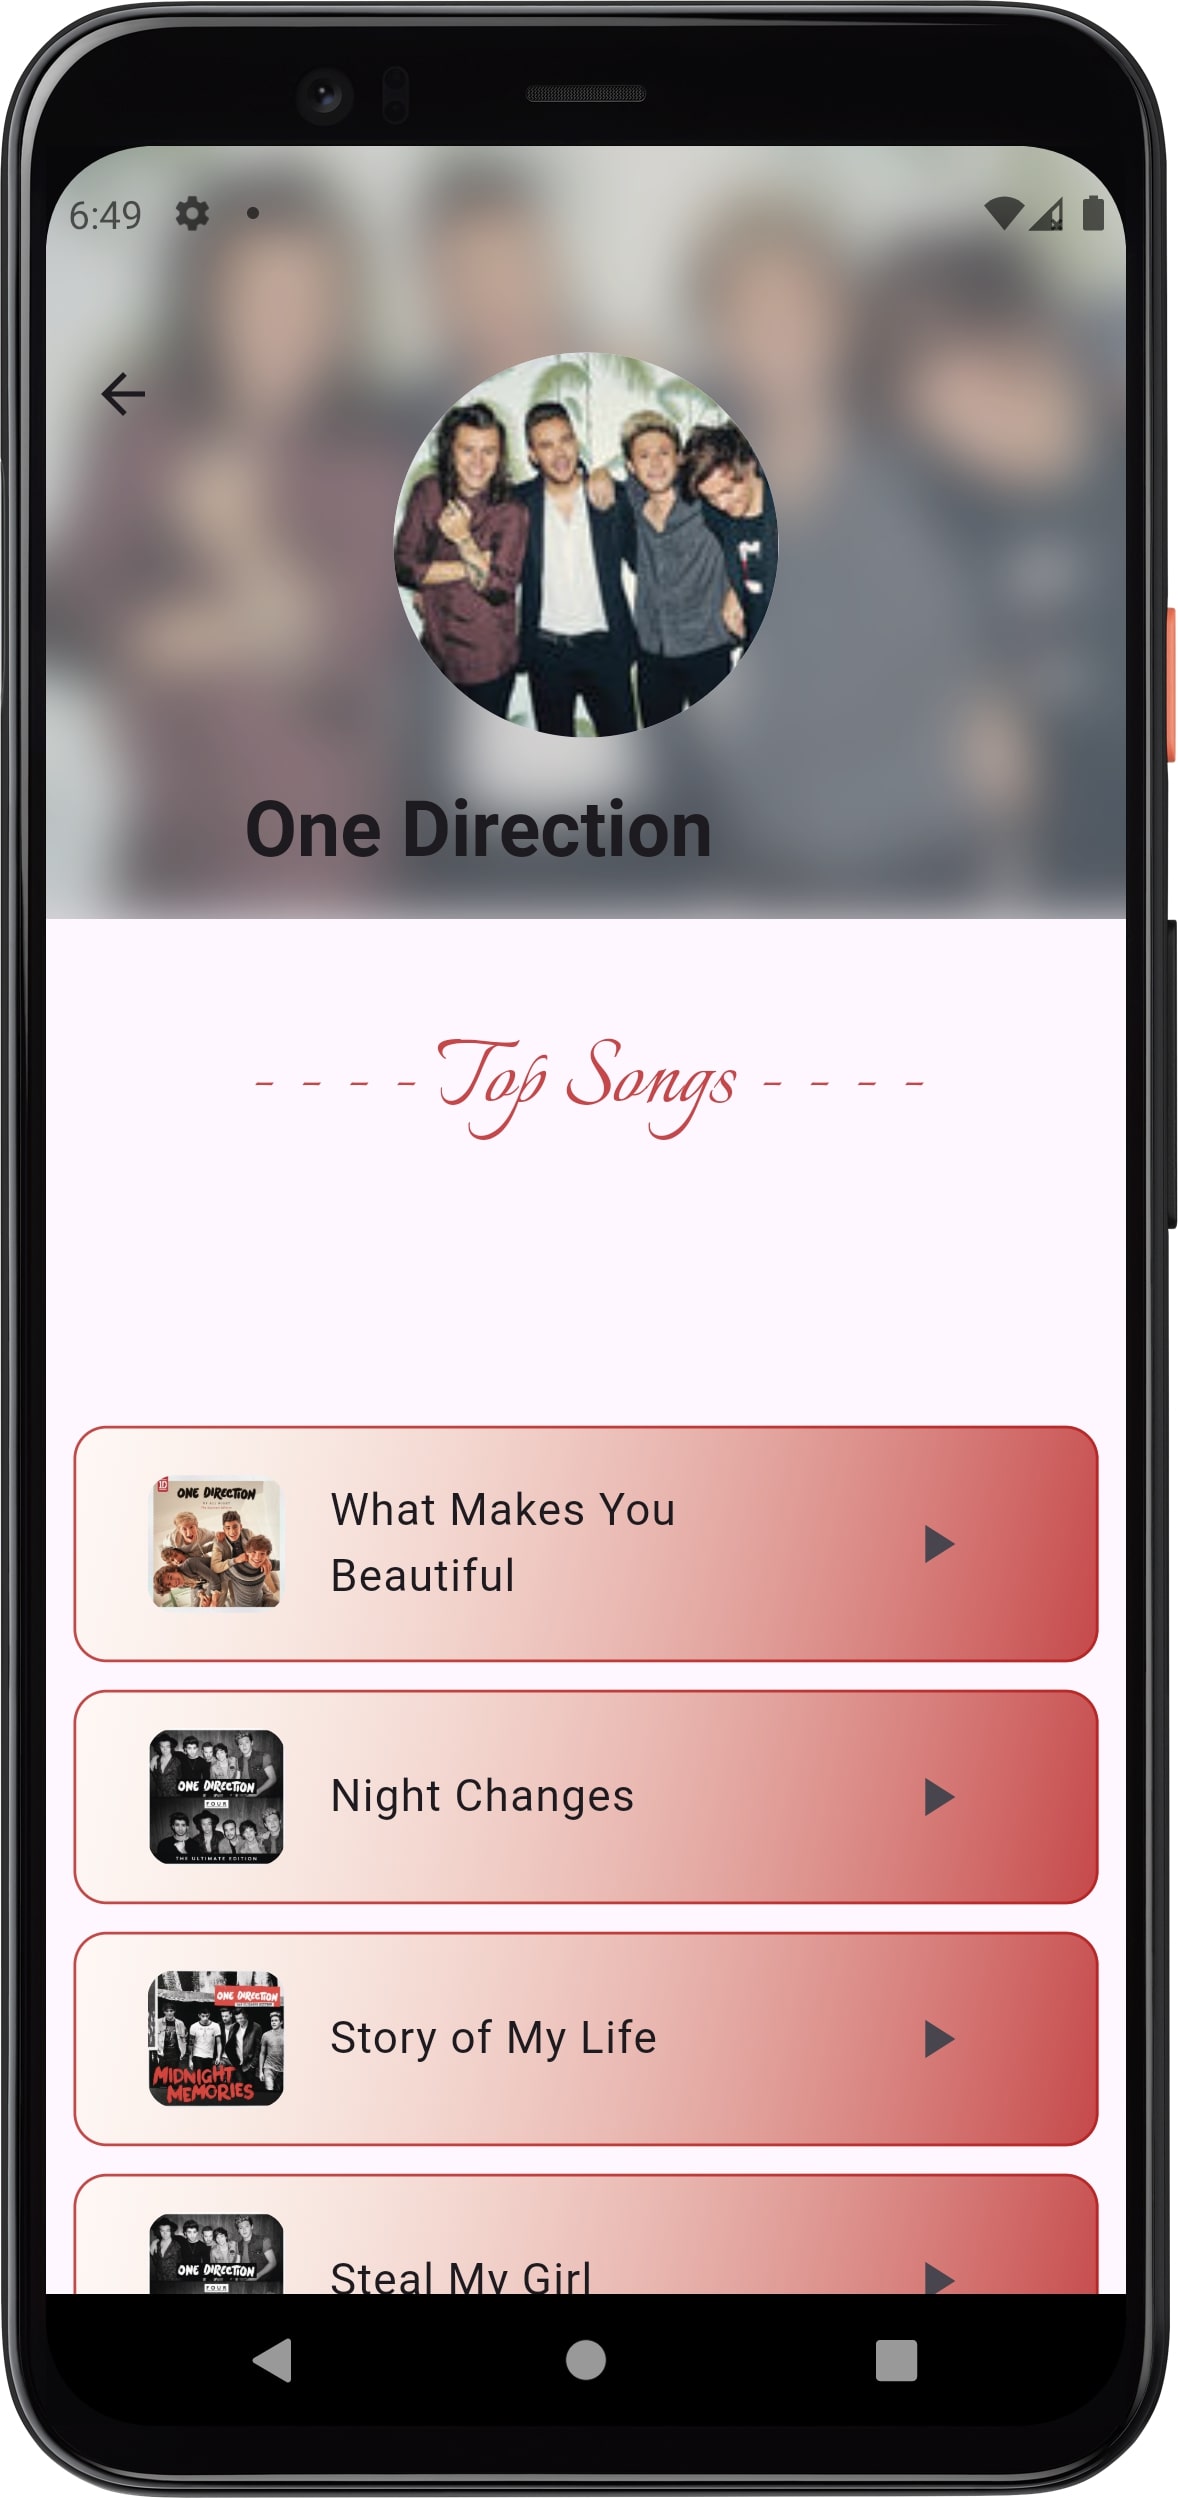 6:49
One Direction
- - - - Top Songs - - - -
ONE DIRECTION
What Makes You
Beautiful
ONE DIRECTION
FOUR
THE ULTIMATE EDITION
Night Changes
ONE DIRECTION
MIDNIGHT
MEMORIES
Story of My Life
ONE DIRECTION
FOUR
Steal My Girl